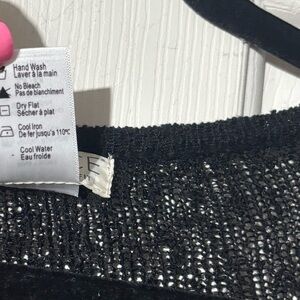 Hand Wash
Laver à la main
No Bleach
Pas de blanchiment
Dry Flat
Sécher à plat
Cool Iron
De fer jusqu'a 110°C
Cool Water
Eau froide